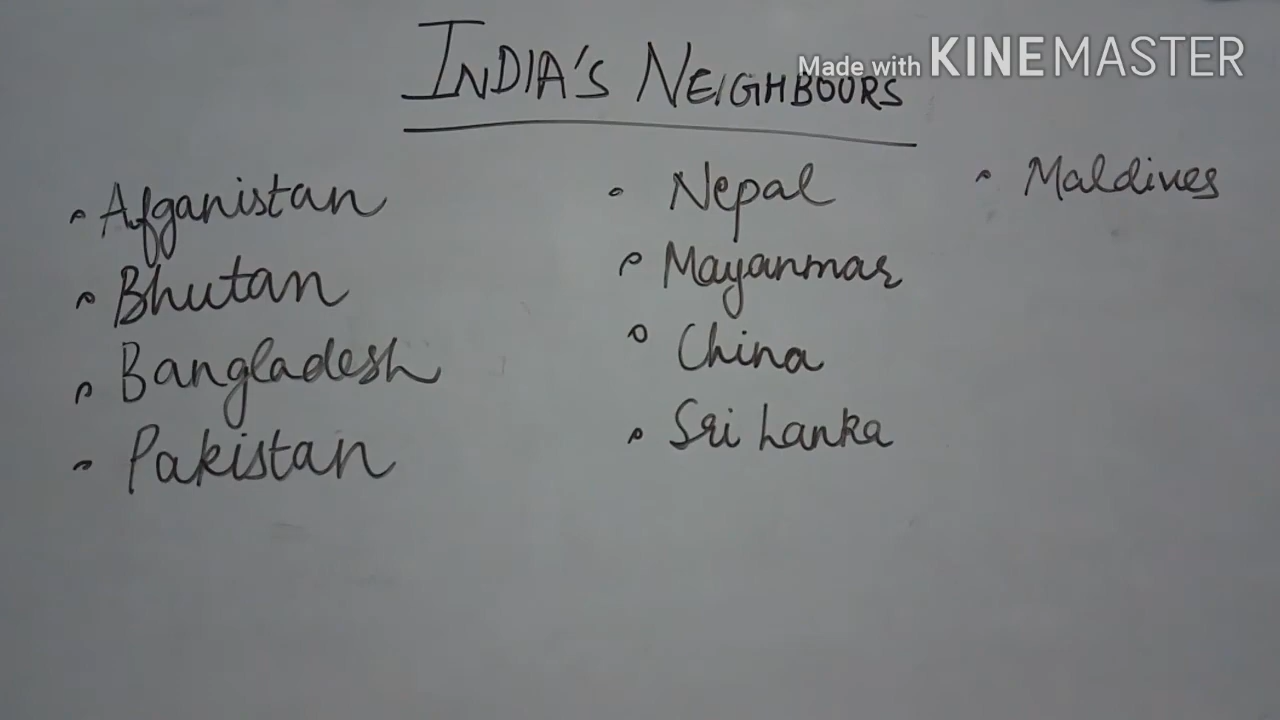 INDIA'S NEIGHBOURS
Made with KINEMASTER
• Afganistan
• Bhutan
• Bangladesh
• Pakistan
• Nepal
• Mayanmar
• China
• Sri Lanka
• Maldives